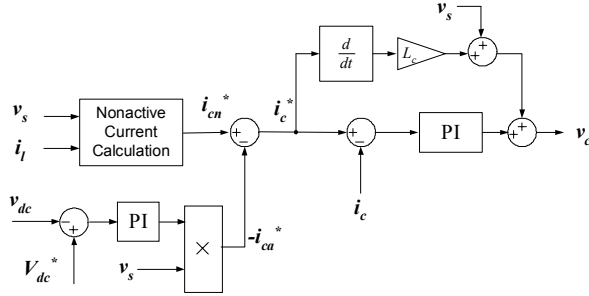 v_s
d
dt
L_c
+
+
v_s
i_l
Nonactive
Current
Calculation
i_cn*
+
−
i_c*
+
−
PI
+
+
v_c
i_c
v_dc
−
+
PI
×
-i_ca*
v_s
V_dc*